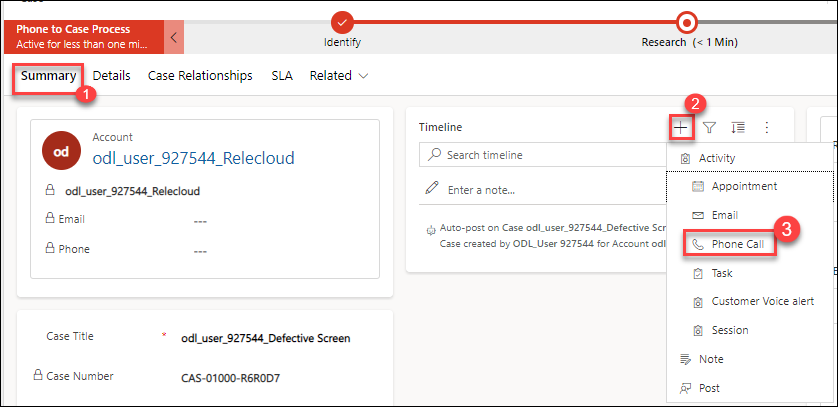 Phone to Case Process
Active for less than one mi...
Identify
Research (< 1 Min)
Summary
Details
Case Relationships
SLA
Related
1
2
od
Account
odl_user_927544_Relecloud
odl_user_927544_Relecloud
Email
---
Phone
---
Case Title
*
odl_user_927544_Defective Screen
Case Number
CAS-01000-R6R0D7
Timeline
Search timeline
Enter a note...
Auto-post on Case odl_user_927544_Defective Scre
Case created by ODL_User 927544 for Account odl
Activity
Appointment
Email
Phone Call
3
Task
Customer Voice alert
Session
Note
Post